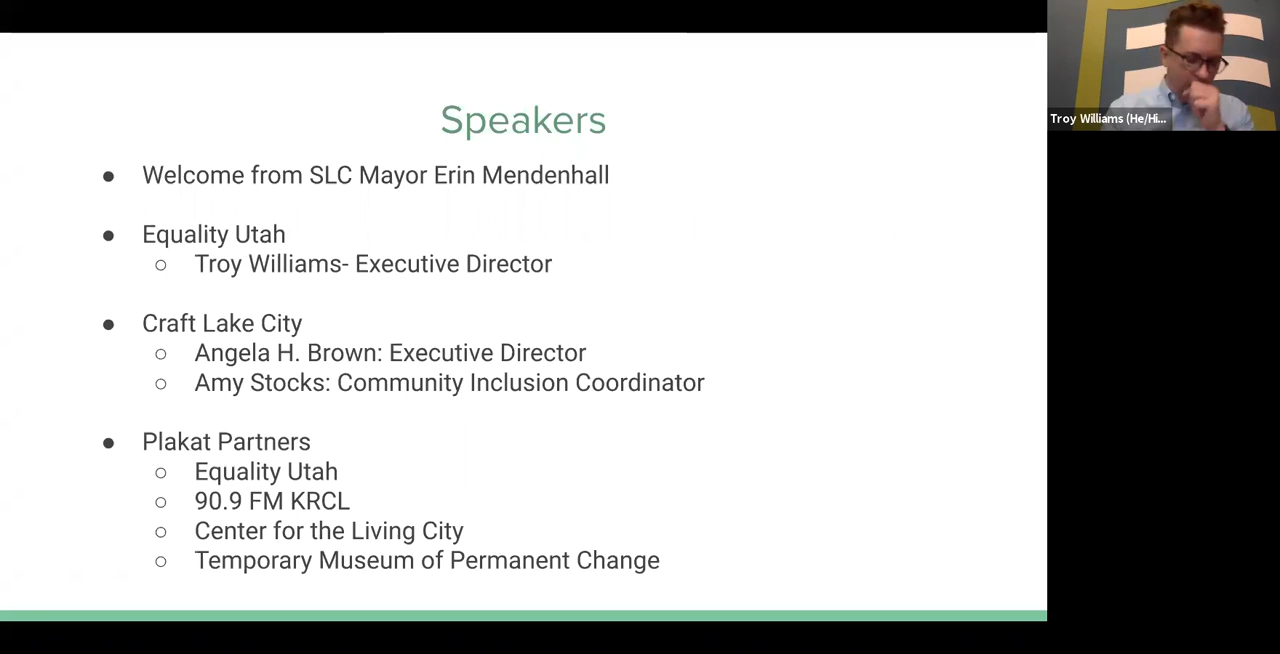 Speakers
● Welcome from SLC Mayor Erin Mendenhall
● Equality Utah
○ Troy Williams- Executive Director
● Craft Lake City
○ Angela H. Brown: Executive Director
○ Amy Stocks: Community Inclusion Coordinator
● Plakat Partners
○ Equality Utah
○ 90.9 FM KRCL
○ Center for the Living City
○ Temporary Museum of Permanent Change
Troy Williams (He/Hi...